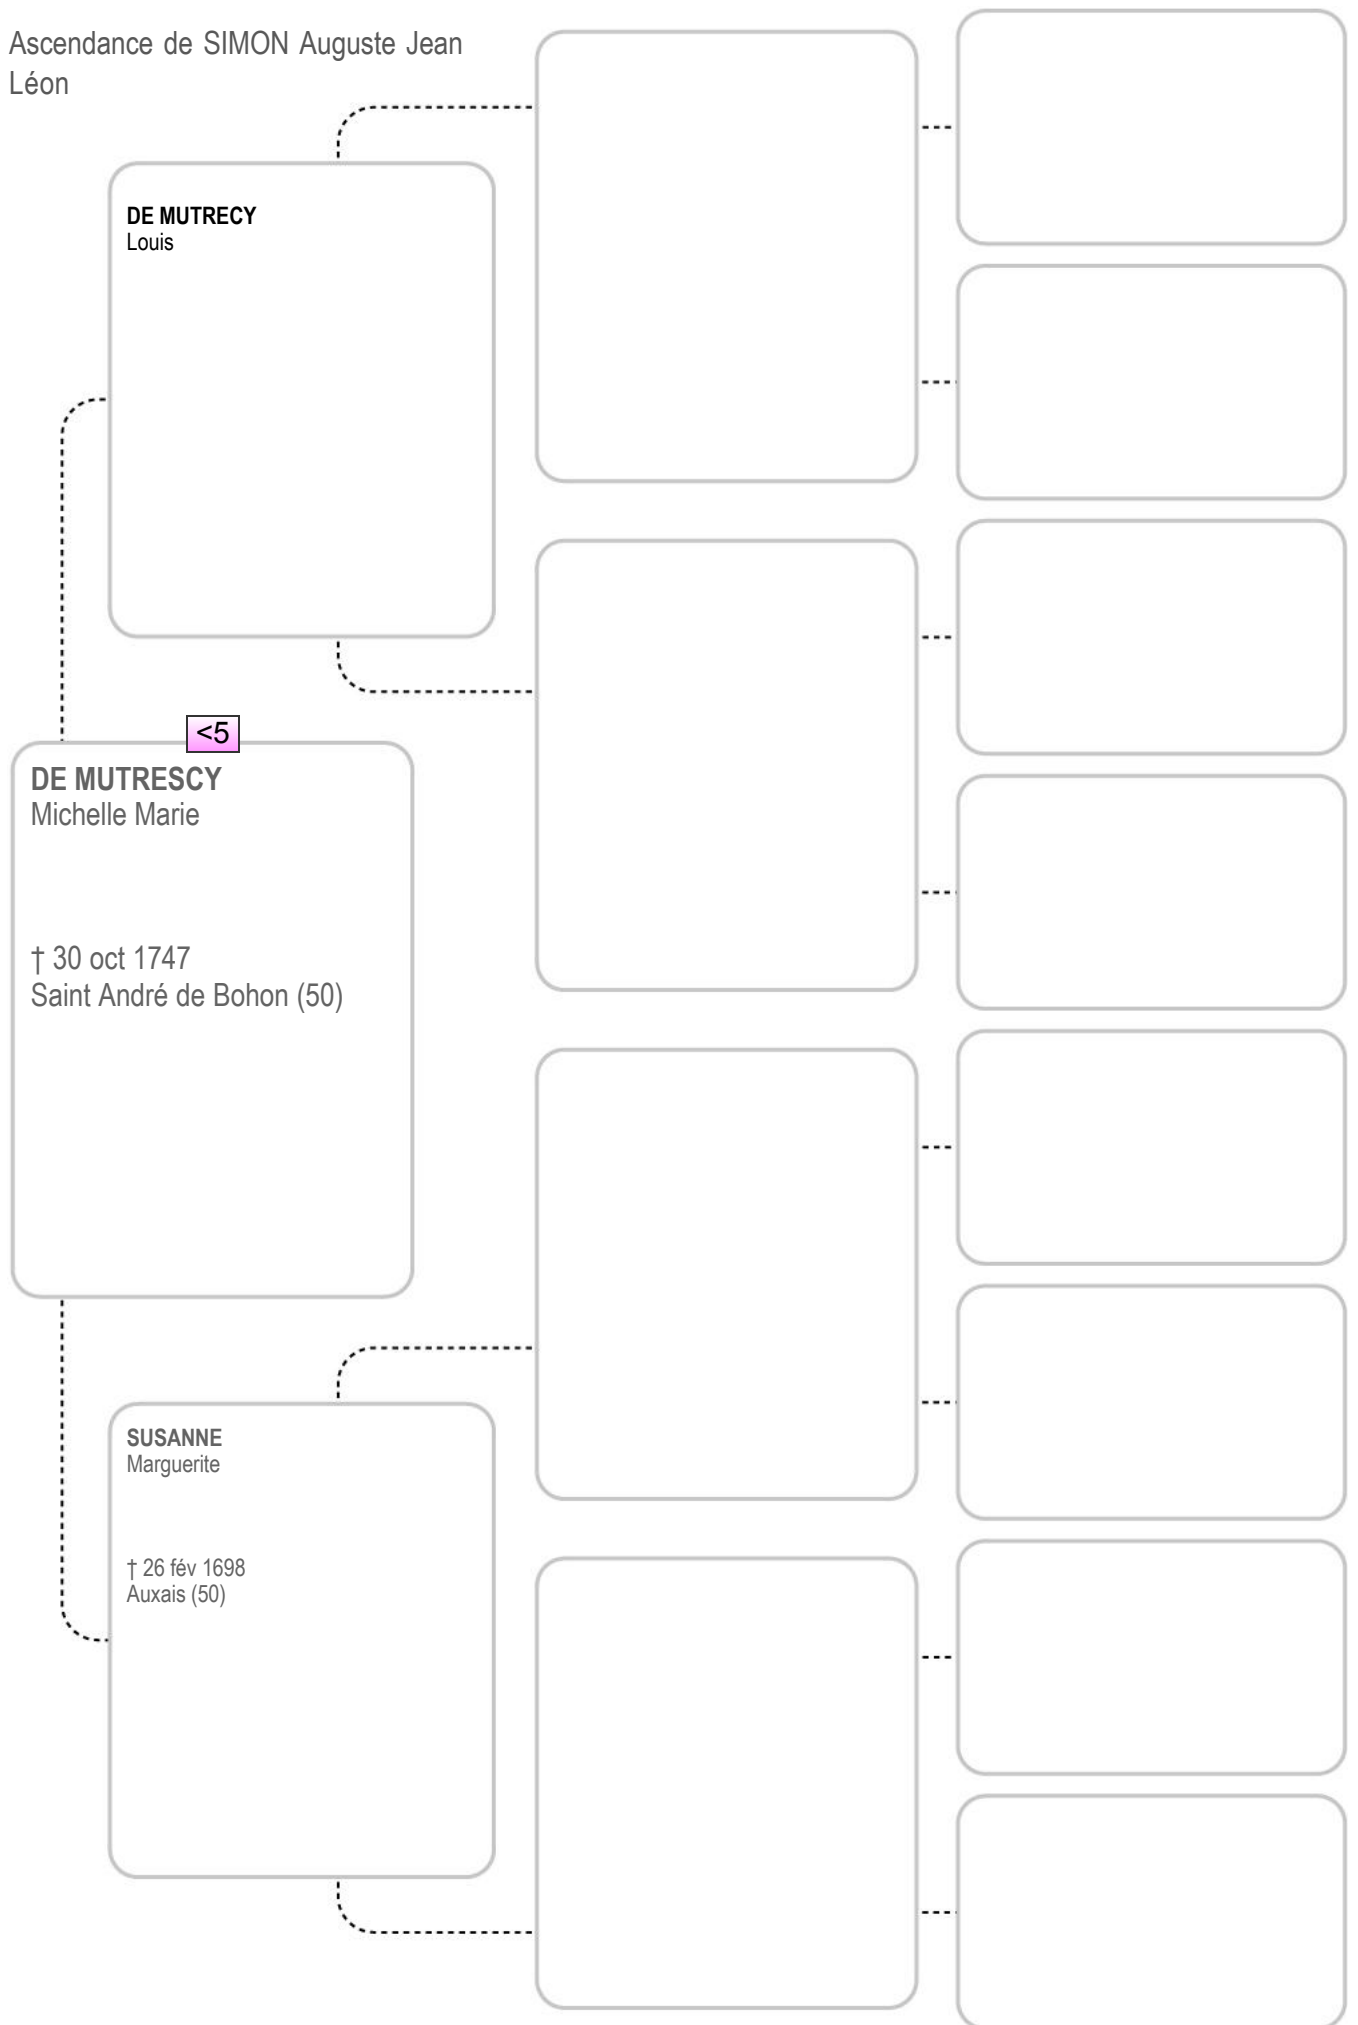 Ascendance de SIMON Auguste Jean
Léon
DE MUTRECY
Louis
<5
DE MUTRESCY
Michelle Marie
† 30 oct 1747
Saint André de Bohon (50)
SUSANNE
Marguerite
† 26 fév 1698
Auxais (50)